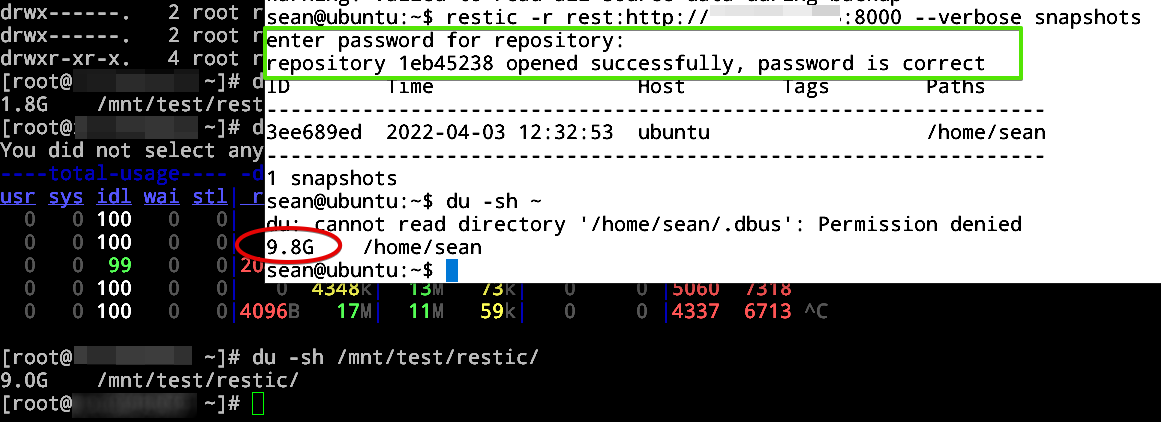 drwx------.  2 root r
drwx------.  2 root r
drwxr-xr-x.  4 root r
[root@ ~]# d
1.8G    /mnt/test/rest
[root@ ~]# d
You did not select any
----total-usage---- -d
usr sys idl wai stl| r
0   0 100   0   0|
0   0 100   0   0|
0   0  99   0   0| 20
0   0 100   0   0|   0  4348k|  13M   73k|   0     0 |5060  7318
0   0 100   0   0|4096B   17M|  11M   59k|   0     0 |4337  6713 ^C
[root@ ~]# du -sh /mnt/test/restic/
9.0G    /mnt/test/restic/
[root@ ~]#
sean@ubuntu:~$ restic -r rest:http:// :8000 --verbose snapshots
enter password for repository:
repository 1eb45238 opened successfully, password is correct
ID        Time                 Host        Tags        Paths
---------------------------------------------------------------
3ee689ed  2022-04-03 12:32:53  ubuntu                  /home/sean
---------------------------------------------------------------
1 snapshots
sean@ubuntu:~$ du -sh ~
du: cannot read directory '/home/sean/.dbus': Permission denied
9.8G    /home/sean
sean@ubuntu:~$